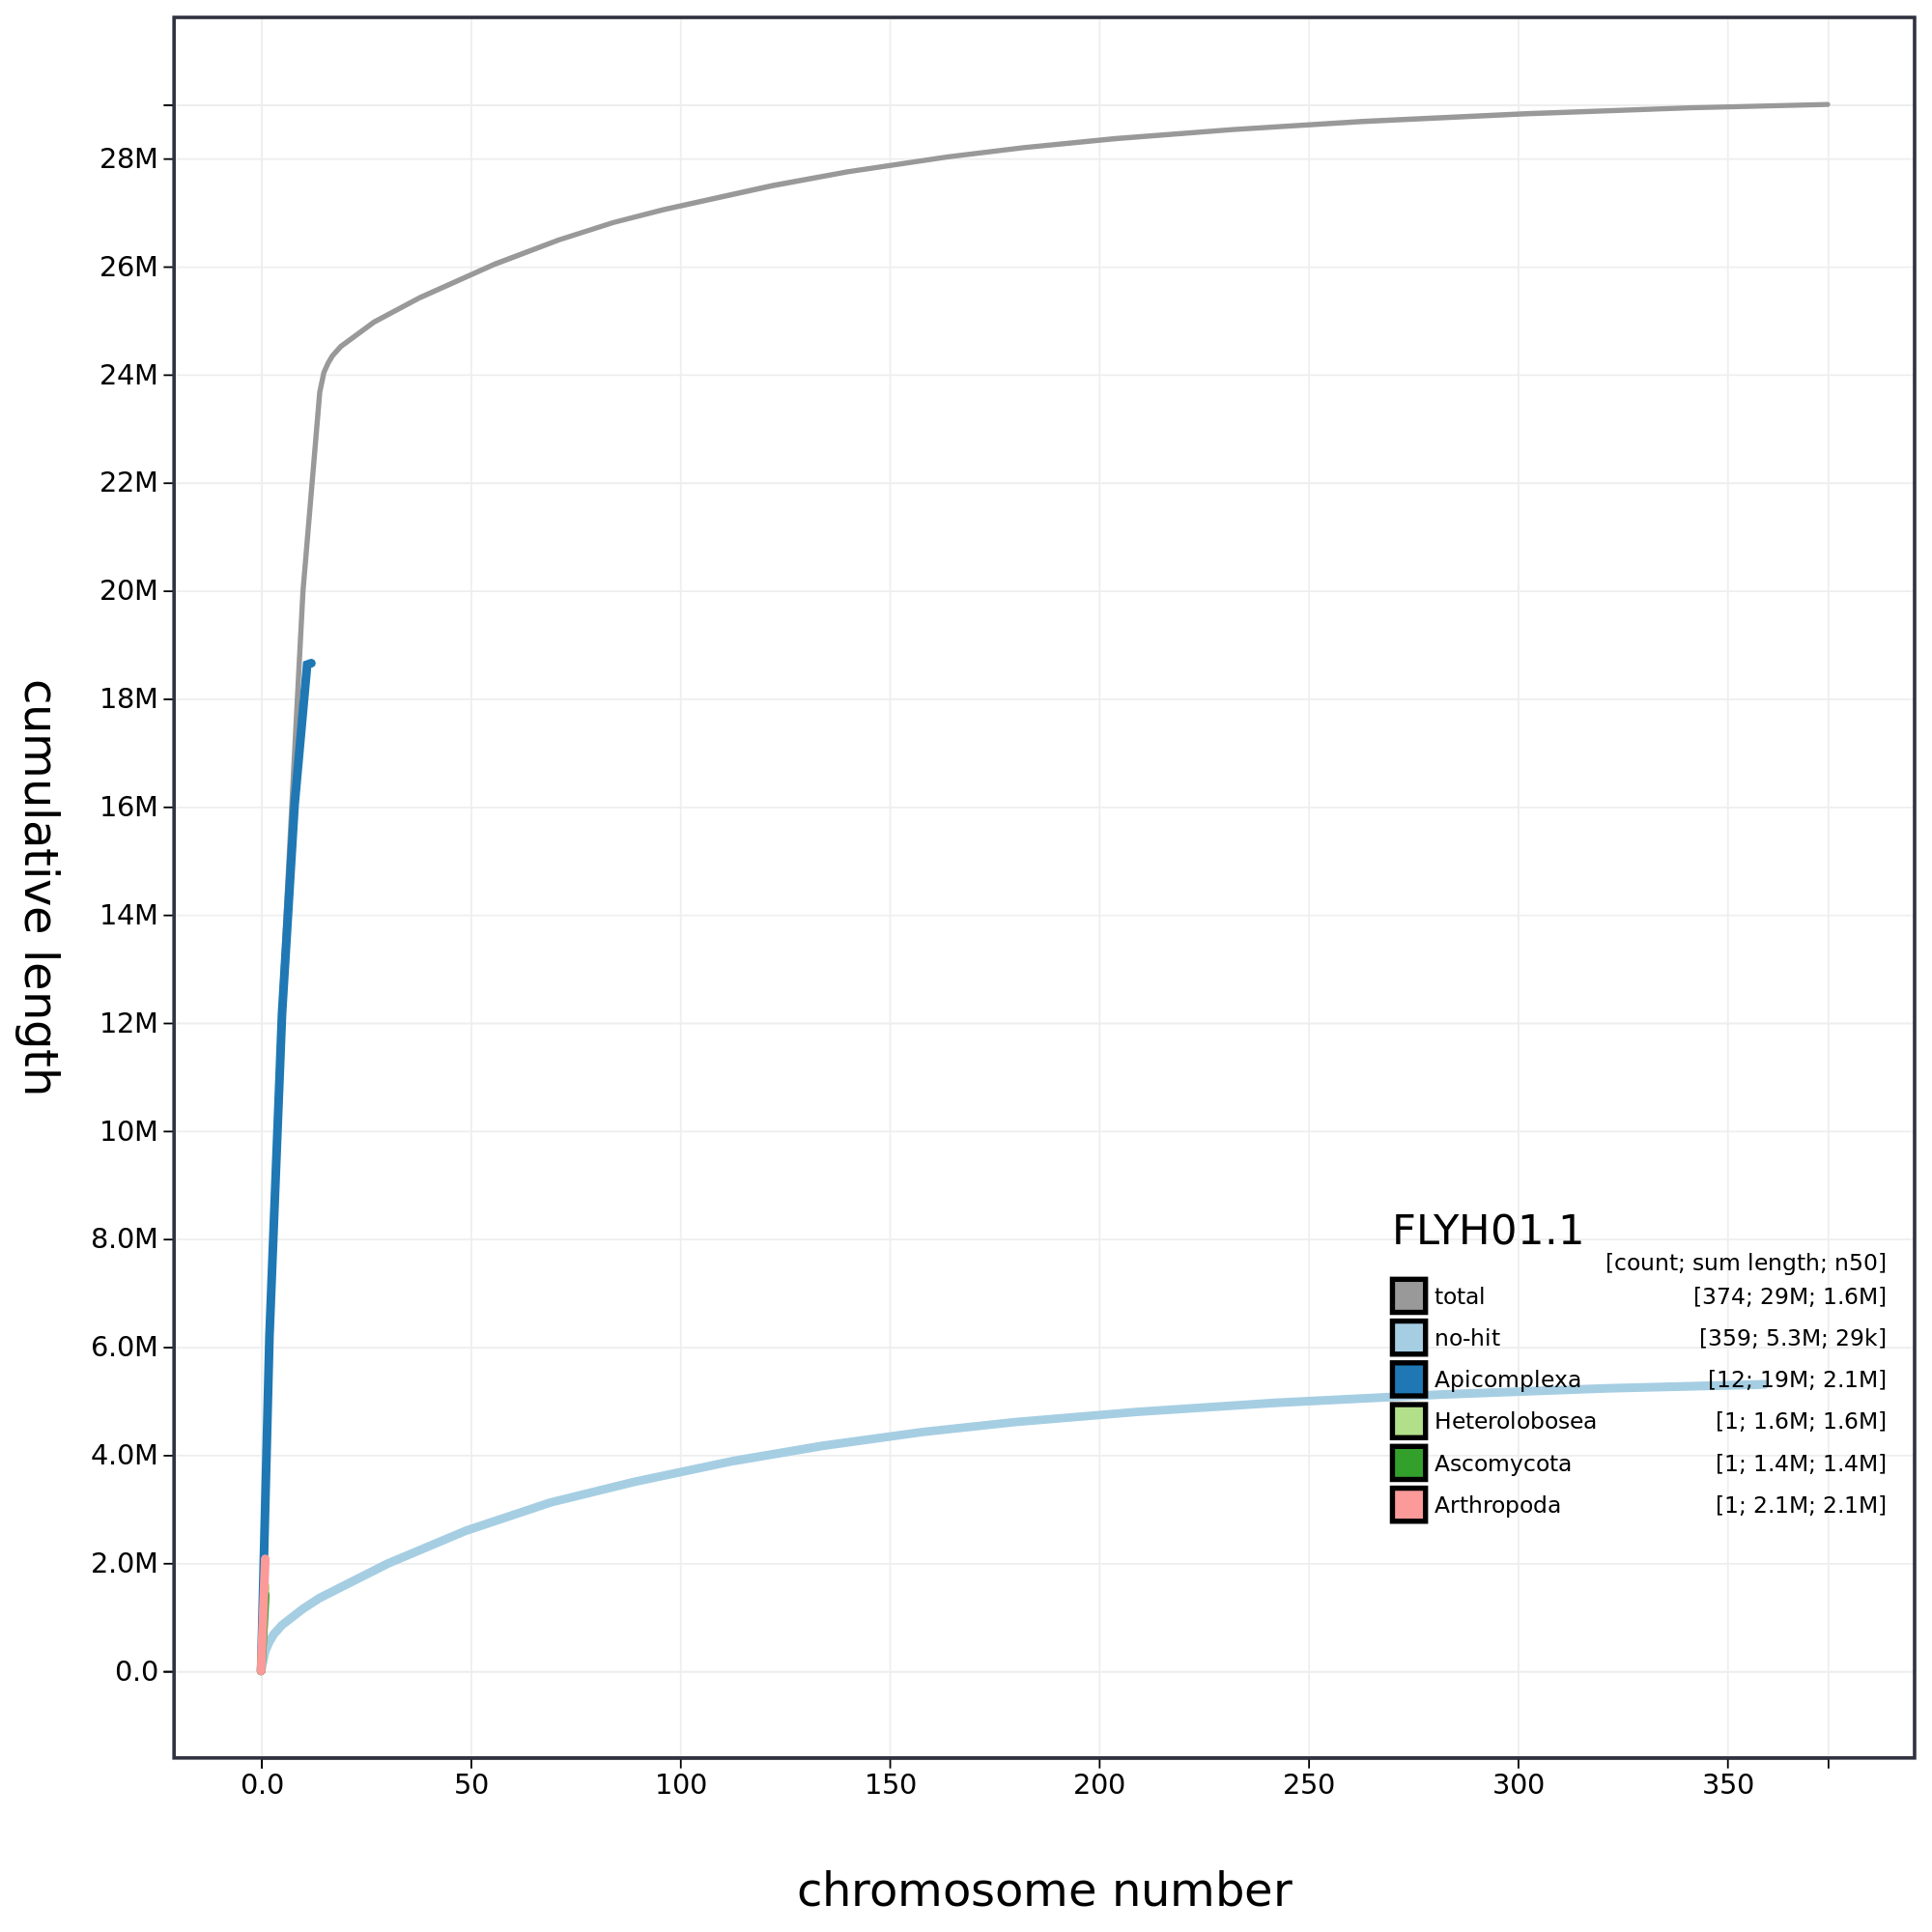 28M
26M
24M
22M
20M
18M
16M
14M
12M
10M
8.0M
6.0M
4.0M
2.0M
0.0
cumulative length
FLYH01.1
[count; sum length; n50]
total [374; 29M; 1.6M]
no-hit [359; 5.3M; 29k]
Apicomplexa [12; 19M; 2.1M]
Heterolobosea [1; 1.6M; 1.6M]
Ascomycota [1; 1.4M; 1.4M]
Arthropoda [1; 2.1M; 2.1M]
0.0 50 100 150 200 250 300 350
chromosome number